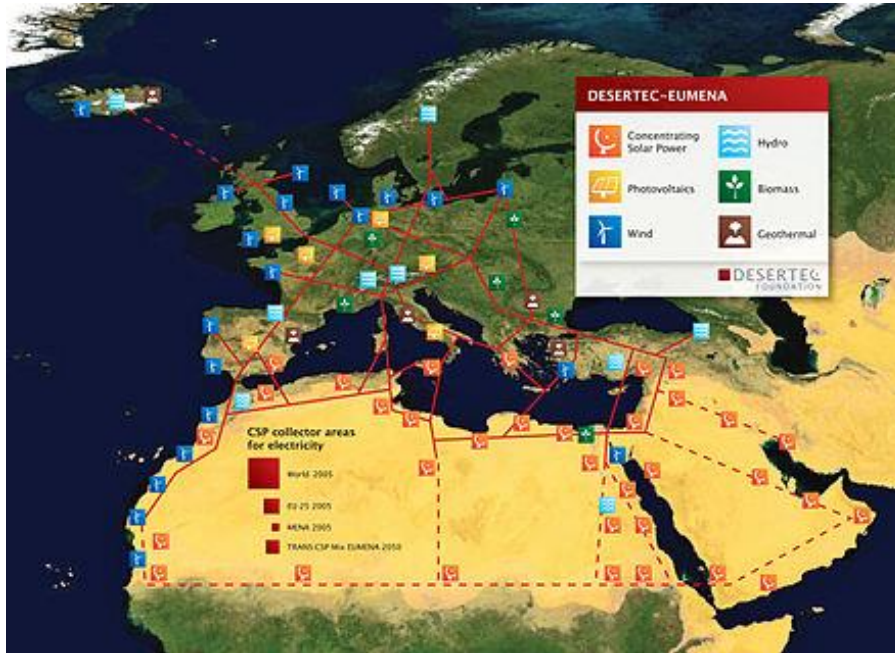 DESERTEC-EUMENA
Concentrating
Solar Power
Hydro
Photovoltaics
Biomass
Wind
Geothermal
DESERTEC
FOUNDATION
CSP collector areas
for electricity
World 2005
EU-25 2005
MENA 2005
TRANS-CSP Mix EUMENA 2050